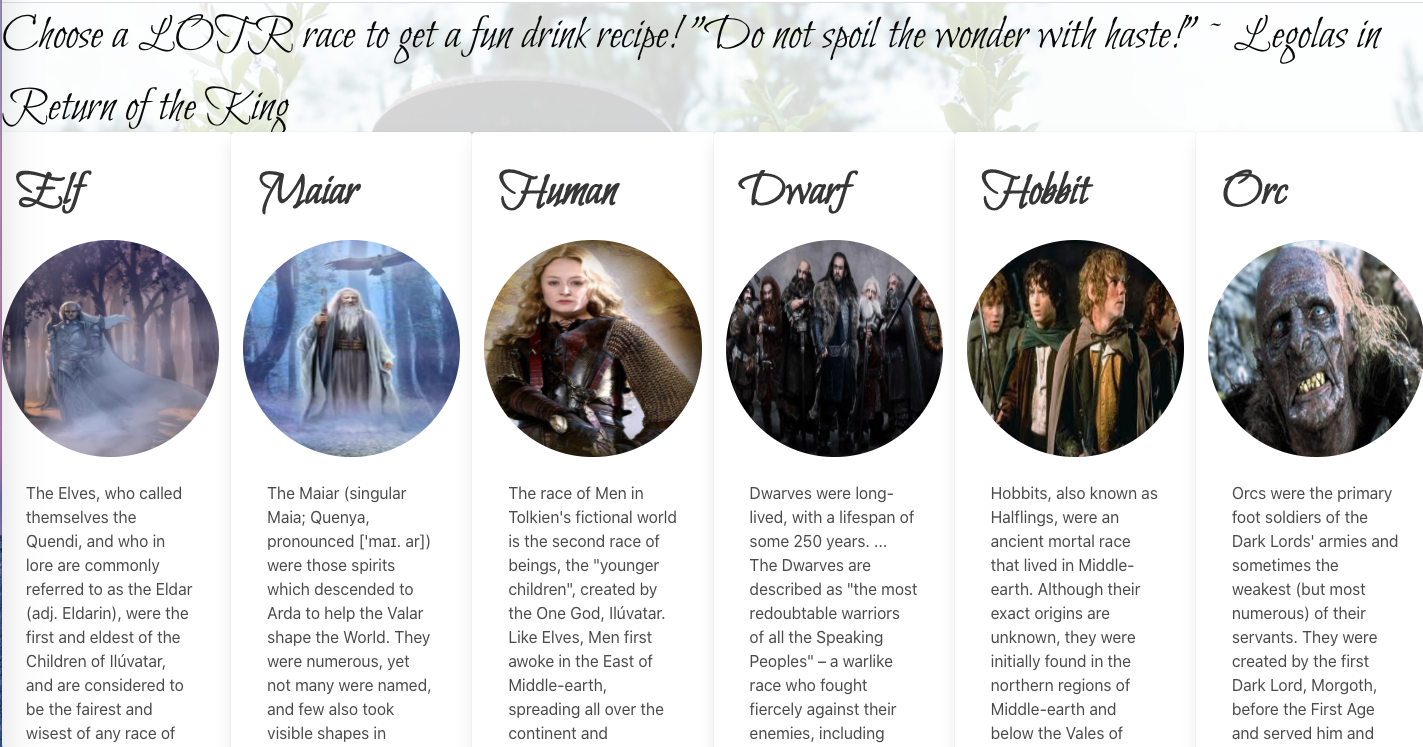 Choose a LOTR race to get a fun drink recipe! "Do not spoil the wonder with haste!" ~ Legolas in
Return of the King
Elf
The Elves, who called
themselves the
Quendi, and who in
lore are commonly
referred to as the Eldar
(adj. Eldarin), were the
first and eldest of the
Children of Ilúvatar,
and are considered to
be the fairest and
wisest of any race of
Maiar
The Maiar (singular
Maia; Quenya,
pronounced ['maɪ. ar])
were those spirits
which descended to
Arda to help the Valar
shape the World. They
were numerous, yet
not many were named,
and few also took
visible shapes in
Human
The race of Men in
Tolkien's fictional world
is the second race of
beings, the "younger
children", created by
the One God, Ilúvatar.
Like Elves, Men first
awoke in the East of
Middle-earth,
spreading all over the
continent and
Dwarf
Dwarves were long-
lived, with a lifespan of
some 250 years. ...
The Dwarves are
described as "the most
redoubtable warriors
of all the Speaking
Peoples" – a warlike
race who fought
fiercely against their
enemies, including
Hobbit
Hobbits, also known as
Halflings, were an
ancient mortal race
that lived in Middle-
earth. Although their
exact origins are
unknown, they were
initially found in the
northern regions of
Middle-earth and
below the Vales of
Orc
Orcs were the primary
foot soldiers of the
Dark Lords' armies and
sometimes the
weakest (but most
numerous) of their
servants. They were
created by the first
Dark Lord, Morgoth,
before the First Age
and served him and